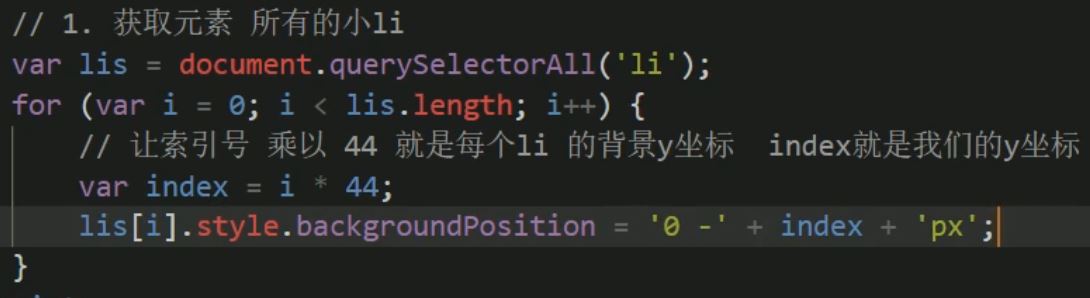 // 1. 获取元素 所有的小li
var lis = document.querySelectorAll('li');
for (var i = 0; i < lis.length; i++) {
    // 让索引号 乘以 44 就是每个li 的背景y坐标  index就是我们的y坐标
    var index = i * 44;
    lis[i].style.backgroundPosition = '0 -' + index + 'px';
}